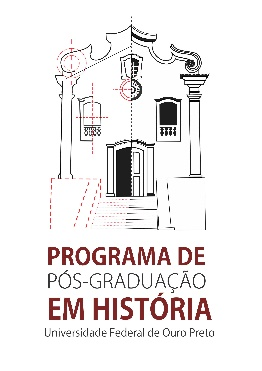 PROGRAMA DE
PÓS-GRADUAÇÃO
EM HISTÓRIA
Universidade Federal de Ouro Preto